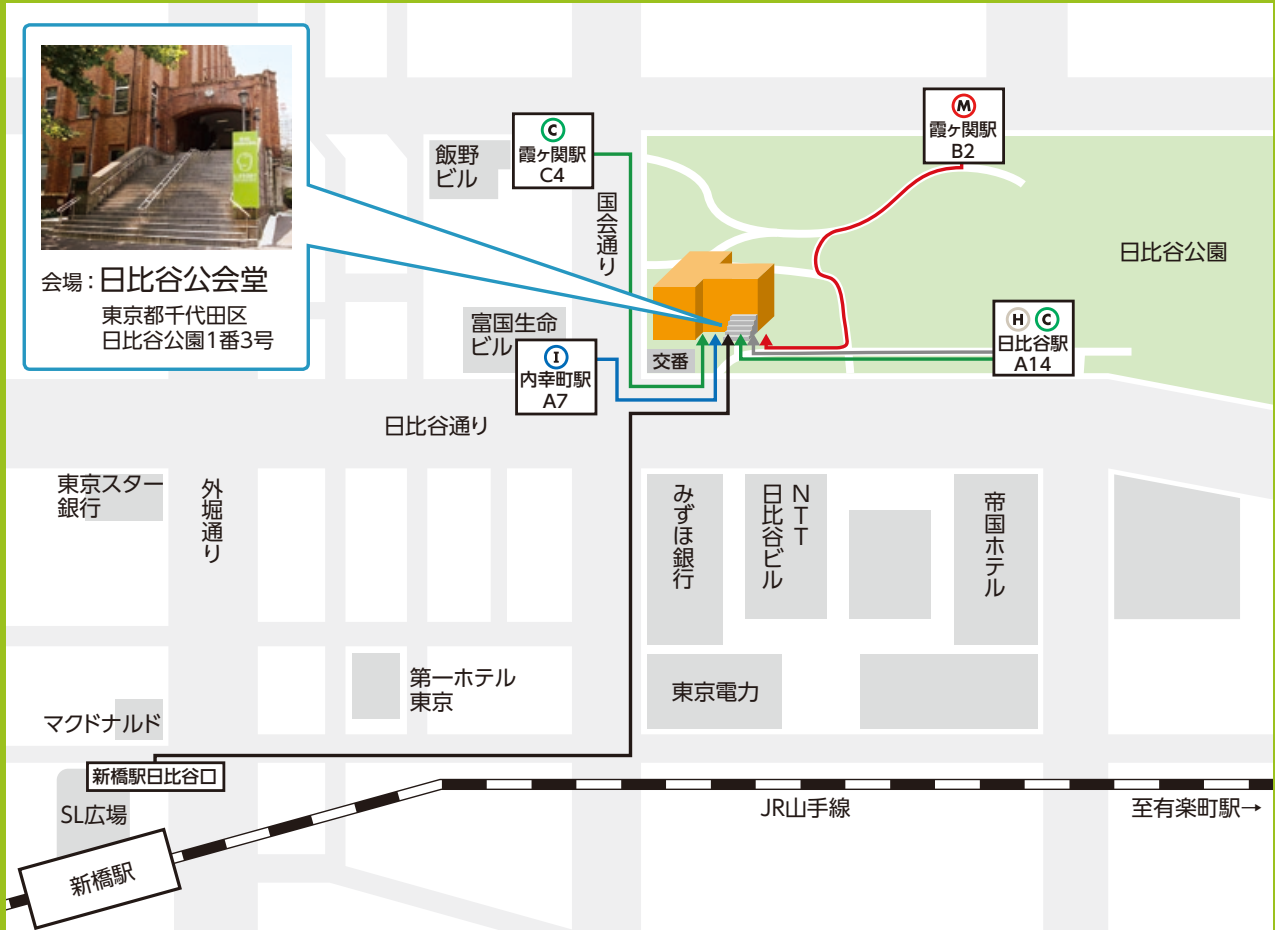 会場：日比谷公会堂
東京都千代田区
日比谷公園1番3号
飯野
ビル
C
霞ヶ関駅
C4
国会通り
M
霞ヶ関駅
B2
日比谷公園
富国生命
ビル
I
内幸町駅
A7
交番
H C
日比谷駅
A14
日比谷通り
東京スター
銀行
外堀通り
みずほ銀行
NTT
日比谷ビル
帝国ホテル
第一ホテル
東京
東京電力
マクドナルド
新橋駅日比谷口
SL広場
新橋駅
JR山手線
至有楽町駅→